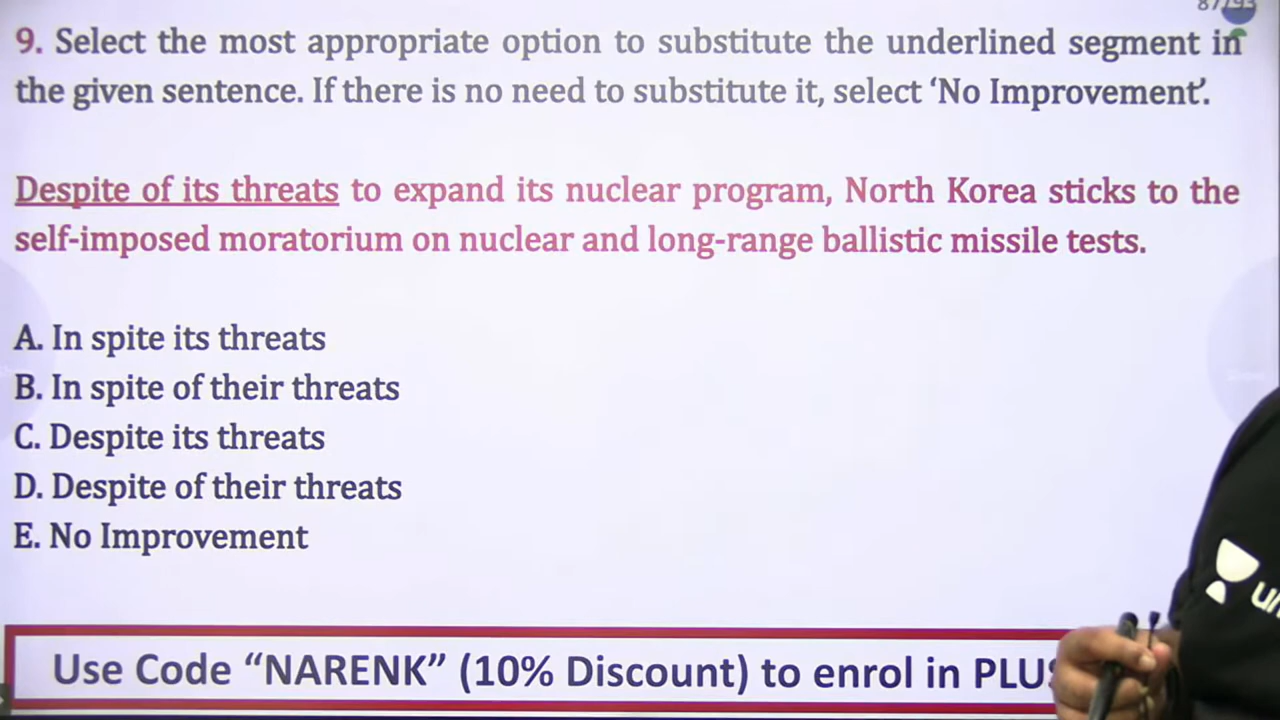 9. Select the most appropriate option to substitute the underlined segment in
the given sentence. If there is no need to substitute it, select ‘No Improvement’.
Despite of its threats to expand its nuclear program, North Korea sticks to the
self-imposed moratorium on nuclear and long-range ballistic missile tests.
A. In spite its threats
B. In spite of their threats
C. Despite its threats
D. Despite of their threats
E. No Improvement
Use Code “NARENK” (10% Discount) to enrol in PLUS